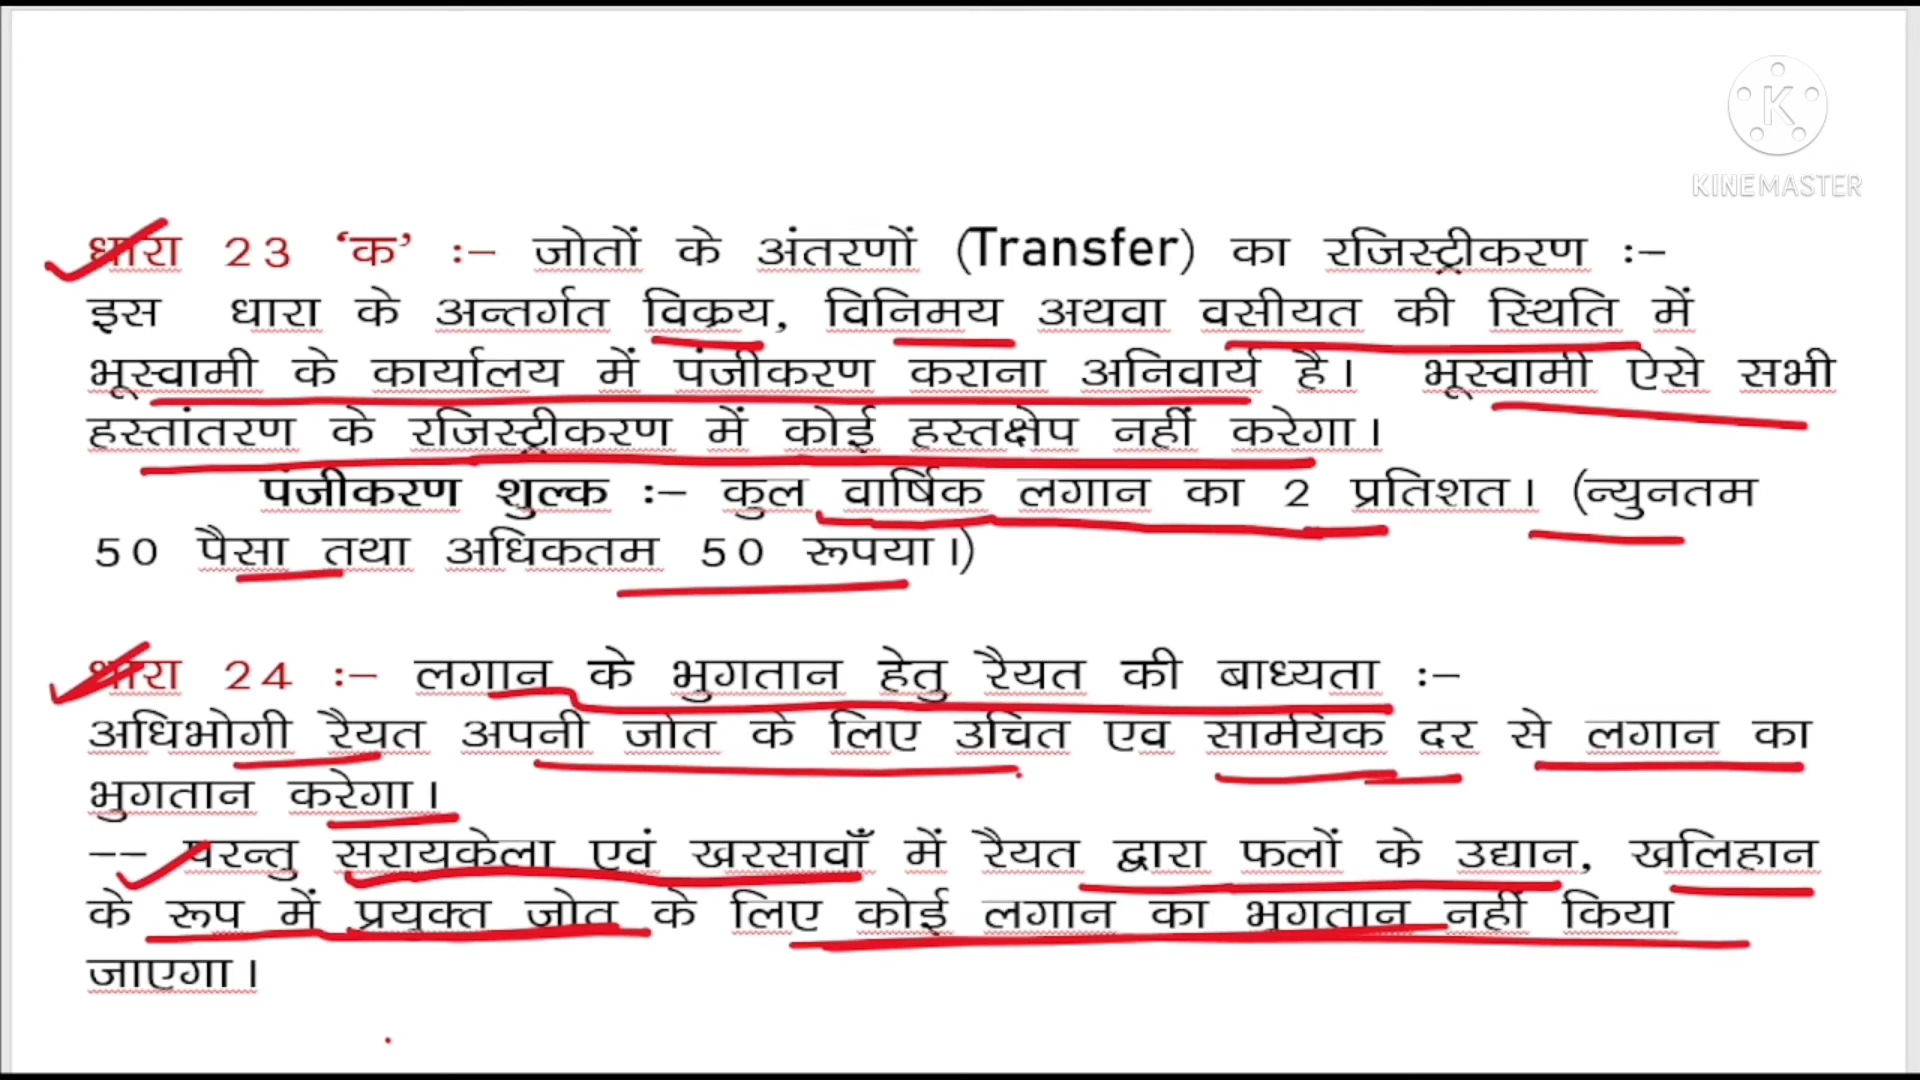 KINEMASTER
धारा 23 ‘क’ :– जोतों के अंतरणों (Transfer) का रजिस्ट्रीकरण :–
इस धारा के अन्तर्गत विक्रय, विनिमय अथवा वसीयत की स्थिति में
भूस्वामी के कार्यालय में पंजीकरण कराना अनिवार्य है। भूस्वामी ऐसे सभी
हस्तांतरण के रजिस्ट्रीकरण में कोई हस्तक्षेप नहीं करेगा।
पंजीकरण शुल्क :– कुल वार्षिक लगान का 2 प्रतिशत। (न्युनतम
50 पैसा तथा अधिकतम 50 रूपया।)
धारा 24 :– लगान के भुगतान हेतु रैयत की बाध्यता :–
अधिभोगी रैयत अपनी जोत के लिए उचित एव सामयिक दर से लगान का
भुगतान करेगा।
-- परन्तु सरायकेला एवं खरसावाँ में रैयत द्वारा फलों के उद्यान, खलिहान
के रूप में प्रयुक्त जोत के लिए कोई लगान का भुगतान नहीं किया
जाएगा।